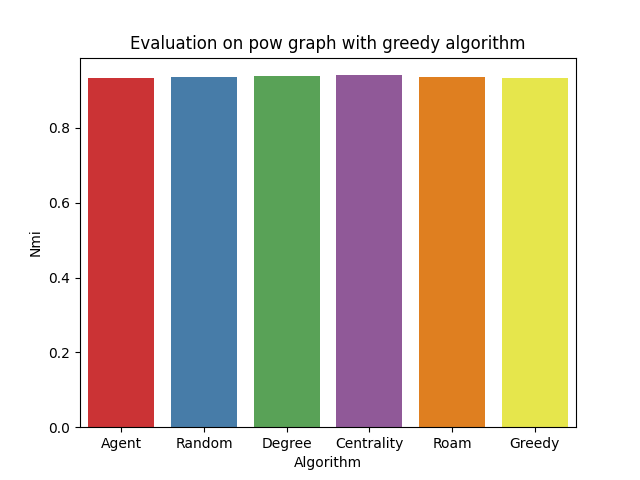 Evaluation on pow graph with greedy algorithm
Nmi
0.8
0.6
0.4
0.2
0.0
Agent Random Degree Centrality Roam Greedy
Algorithm